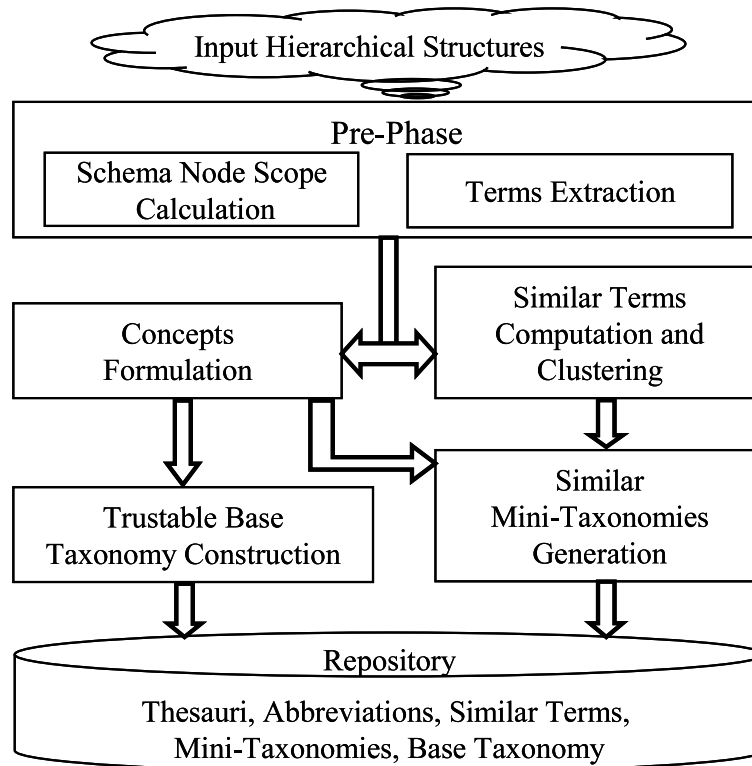 Input Hierarchical Structures
Pre-Phase
Schema Node Scope
Calculation
Terms Extraction
Concepts
Formulation
Similar Terms
Computation and
Clustering
Trustable Base
Taxonomy Construction
Similar
Mini-Taxonomies
Generation
Repository
Thesauri, Abbreviations, Similar Terms,
Mini-Taxonomies, Base Taxonomy